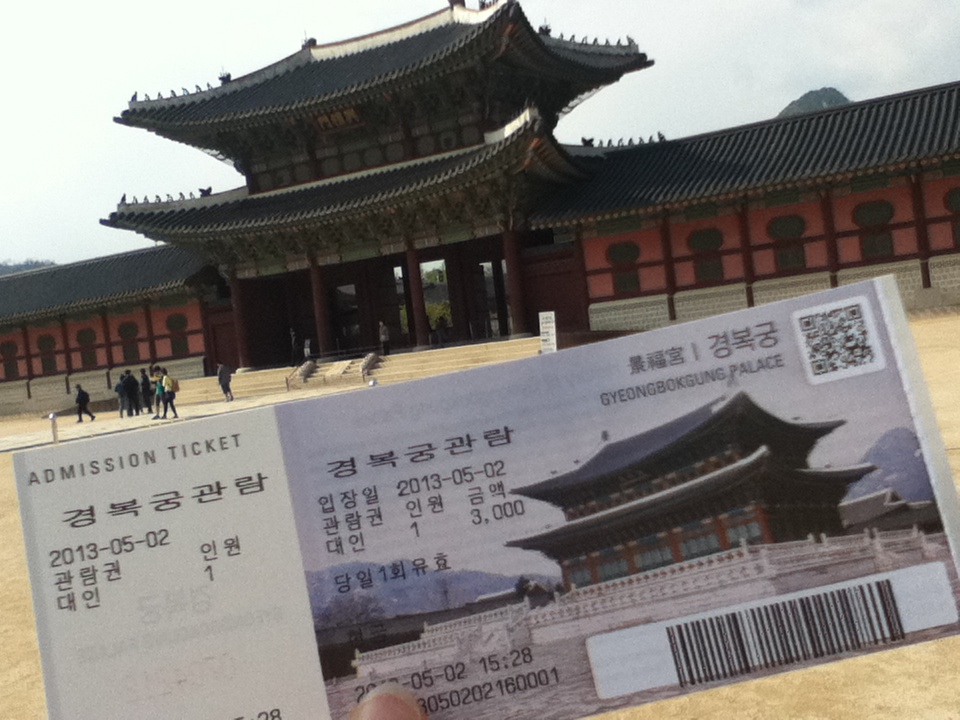 ADMISSION TICKET
경복궁관람
2013-05-02
관람권 인원
대인 1
5:28
景福宮 | 경복궁
GYEONGBOKGUNG PALACE
경복궁관람
입장일 2013-05-02
관람권 인원 금액
대인 1 3,000
당일1회유효
-05-02 15:28
3050202160001